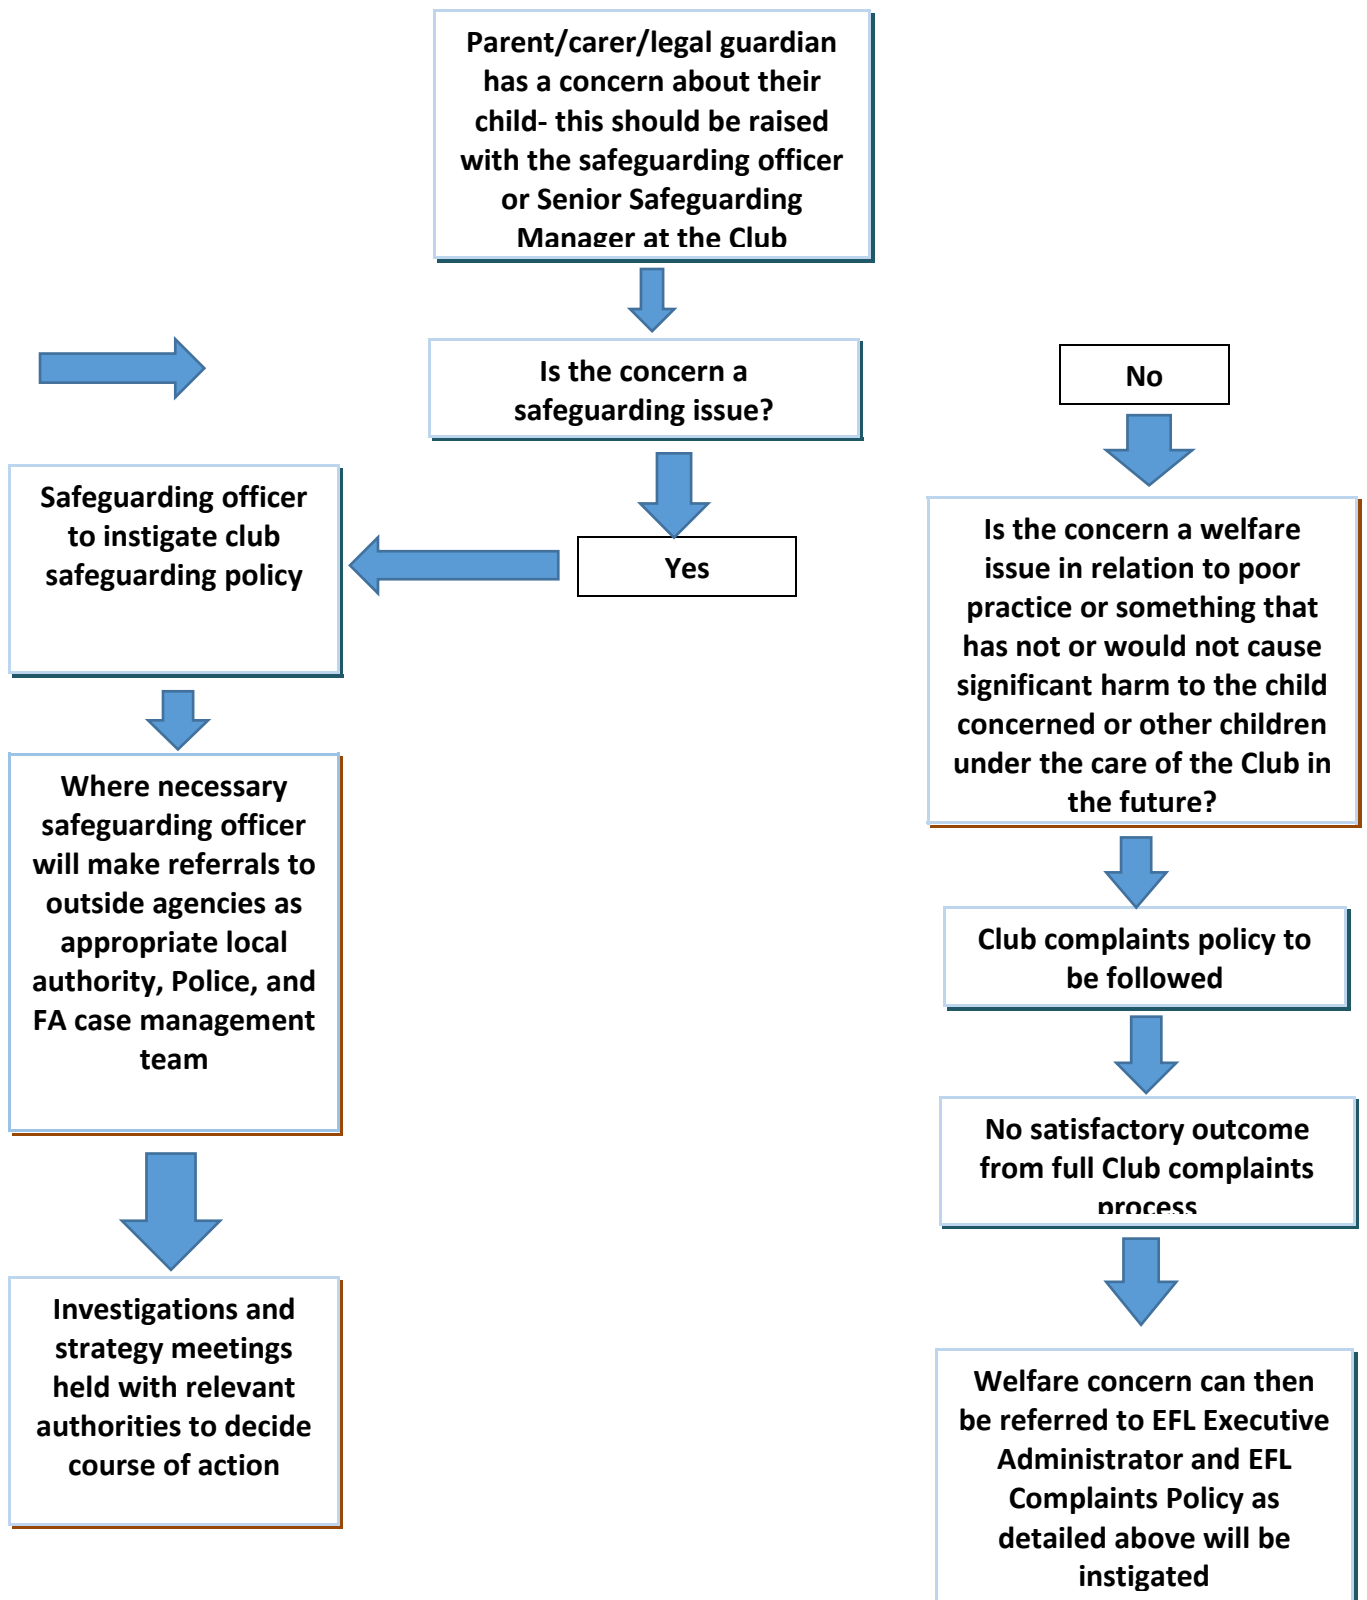 Parent/carer/legal guardian
has a concern about their
child- this should be raised
with the safeguarding officer
or Senior Safeguarding
Manager at the Club
Is the concern a
safeguarding issue?
Yes
Safeguarding officer
to instigate club
safeguarding policy
Where necessary
safeguarding officer
will make referrals to
outside agencies as
appropriate local
authority, Police, and
FA case management
team
Investigations and
strategy meetings
held with relevant
authorities to decide
course of action
No
Is the concern a welfare
issue in relation to poor
practice or something that
has not or would not cause
significant harm to the child
concerned or other children
under the care of the Club in
the future?
Club complaints policy to
be followed
No satisfactory outcome
from full Club complaints
process
Welfare concern can then
be referred to EFL Executive
Administrator and EFL
Complaints Policy as
detailed above will be
instigated